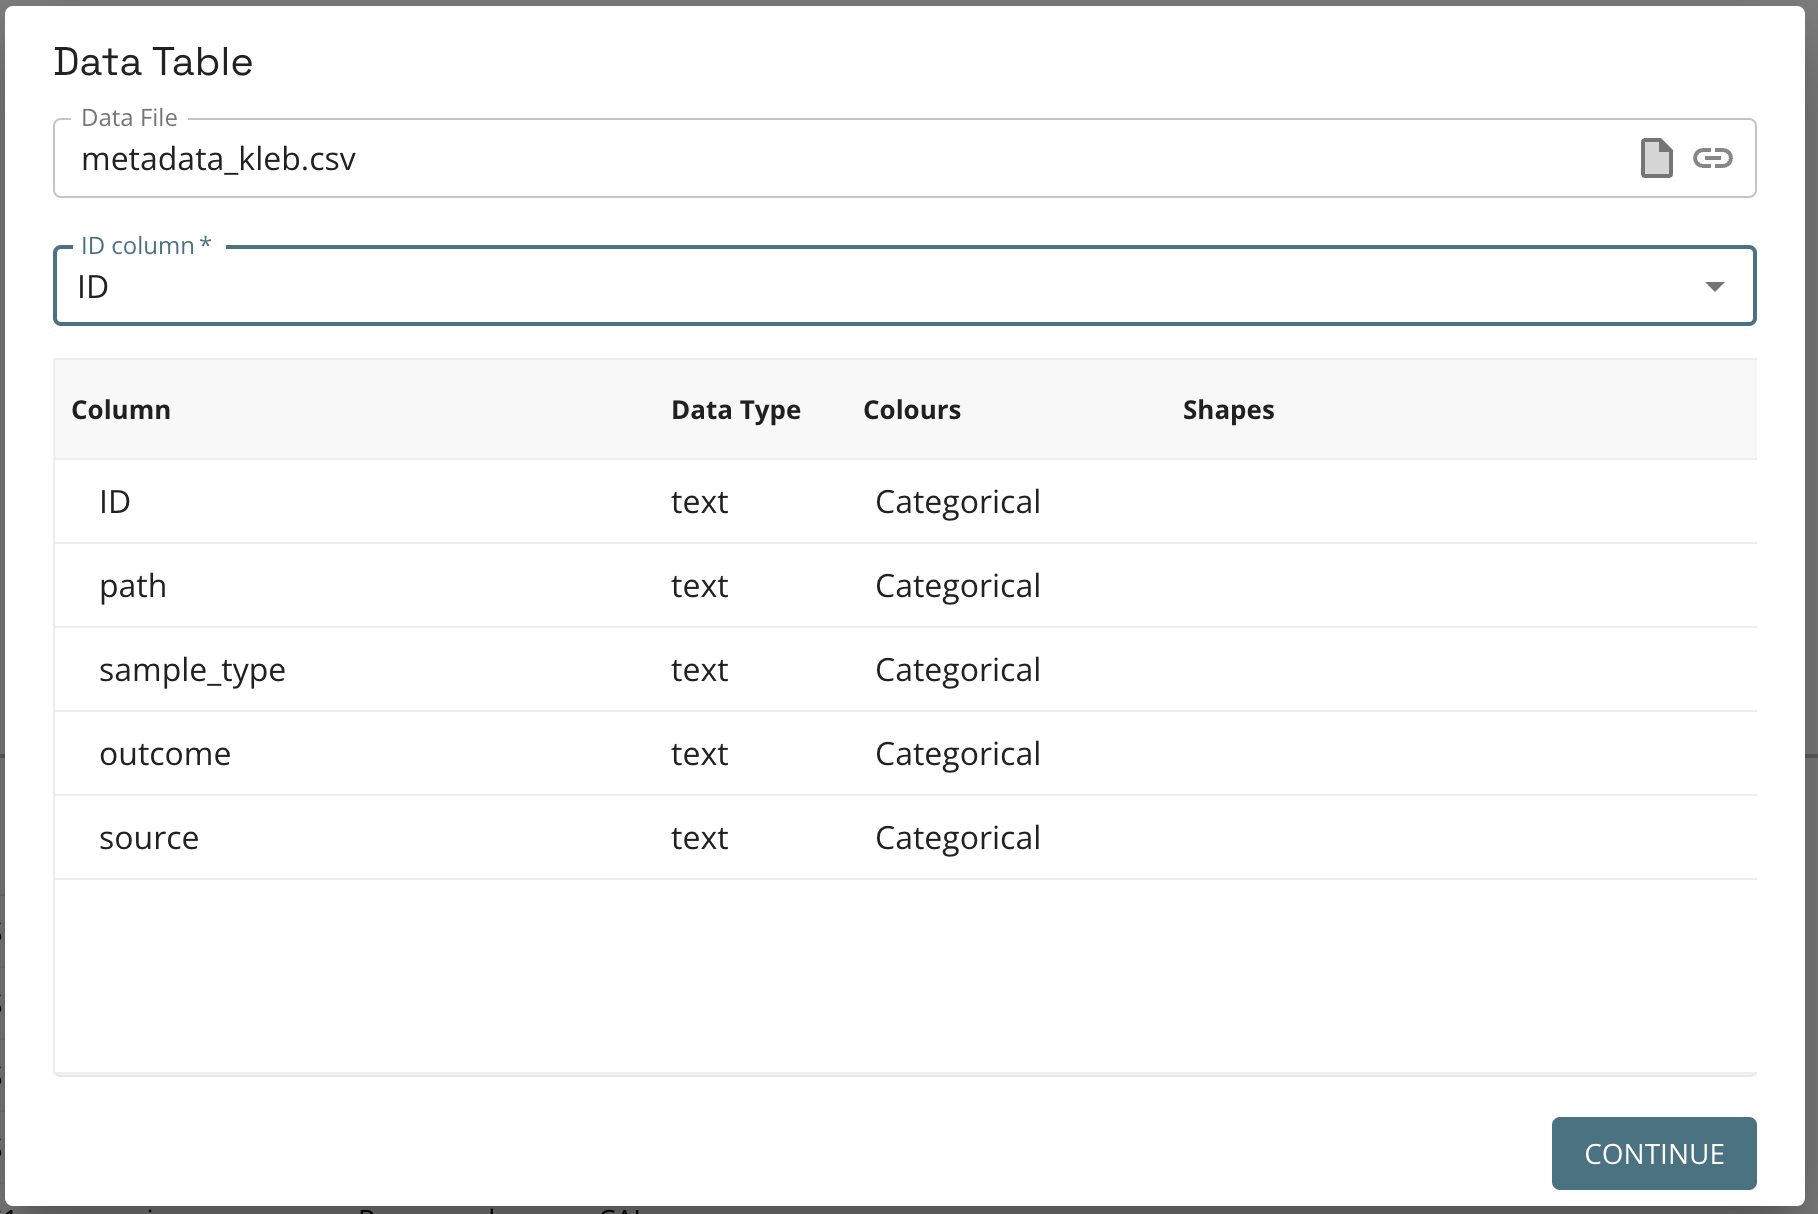 Data Table
Data File
metadata_kleb.csv
ID column *
ID
Column Data Type Colours Shapes
ID text Categorical
path text Categorical
sample_type text Categorical
outcome text Categorical
source text Categorical
CONTINUE